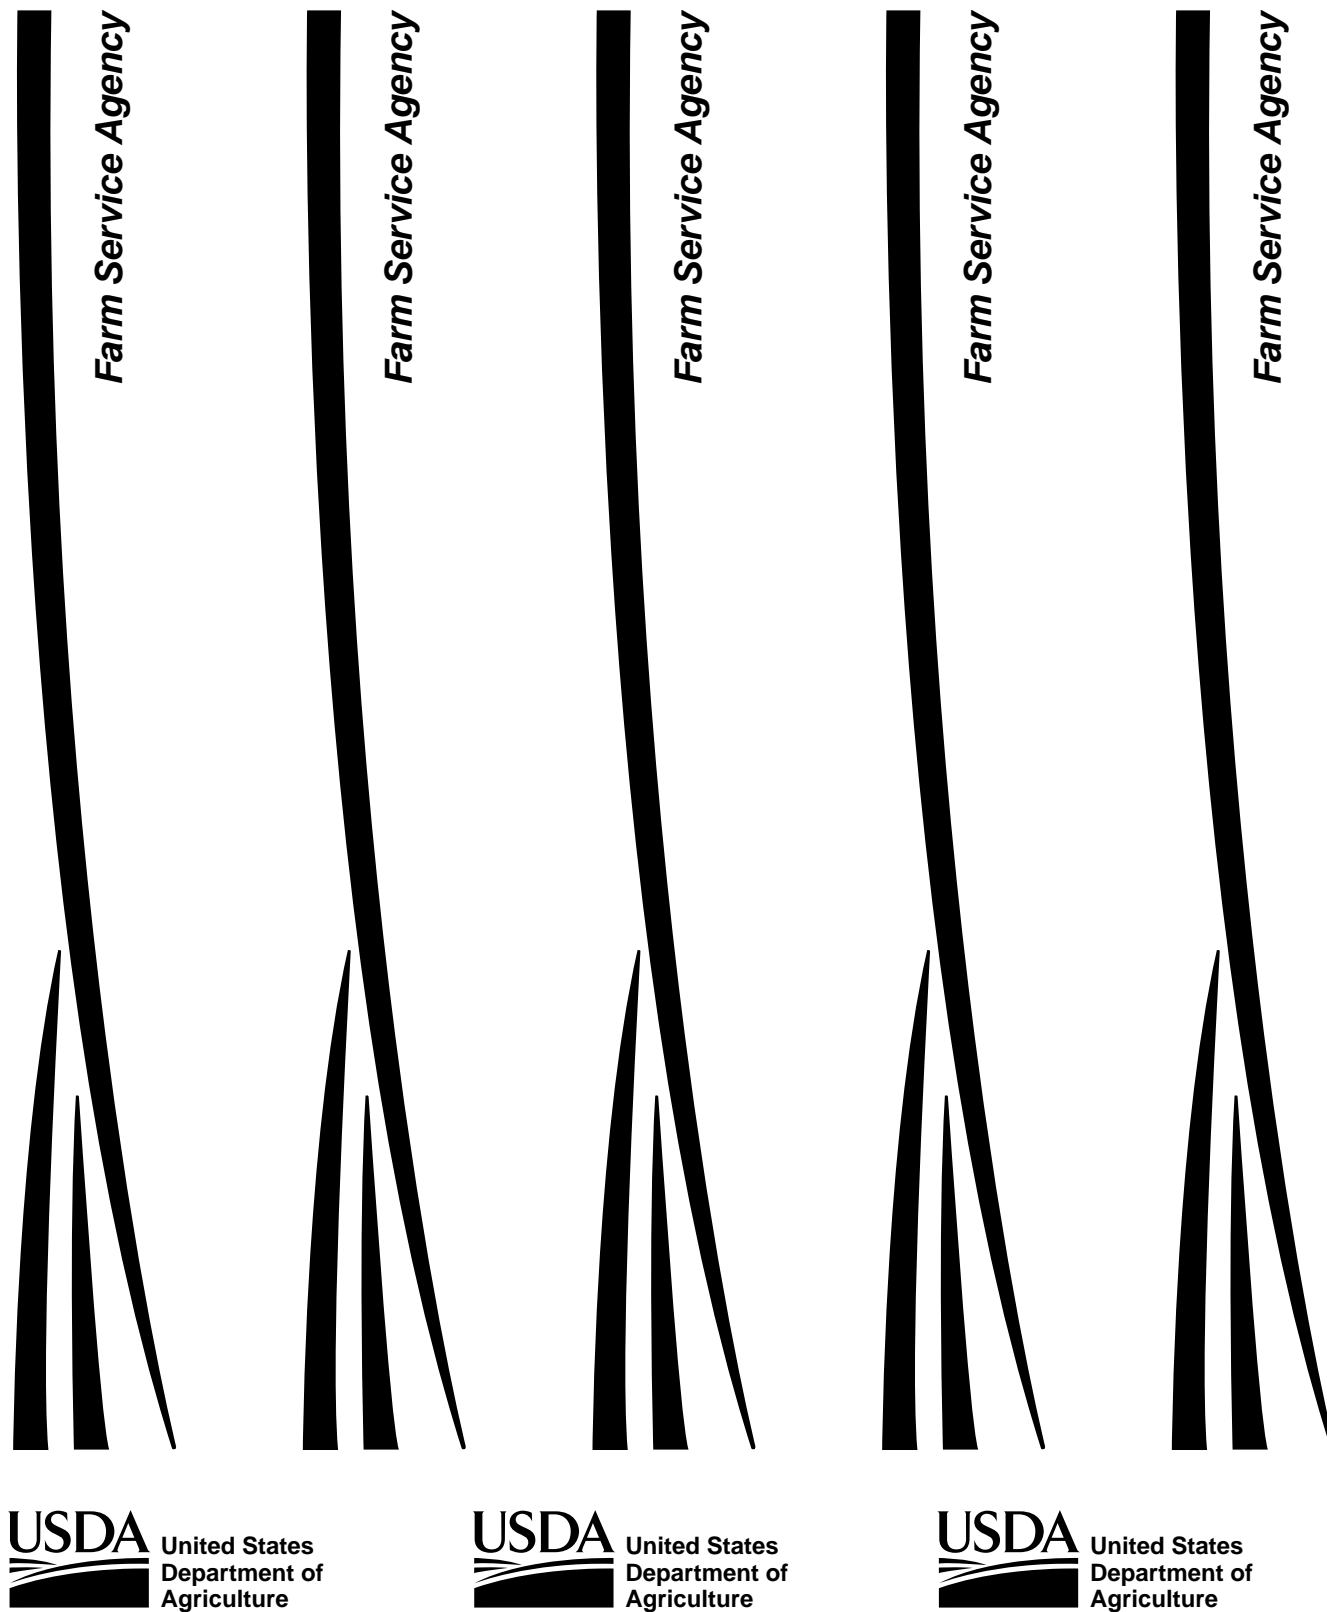 Farm Service Agency
Farm Service Agency
Farm Service Agency
Farm Service Agency
Farm Service Agency
USDA
United States
Department of
Agriculture
USDA
United States
Department of
Agriculture
USDA
United States
Department of
Agriculture